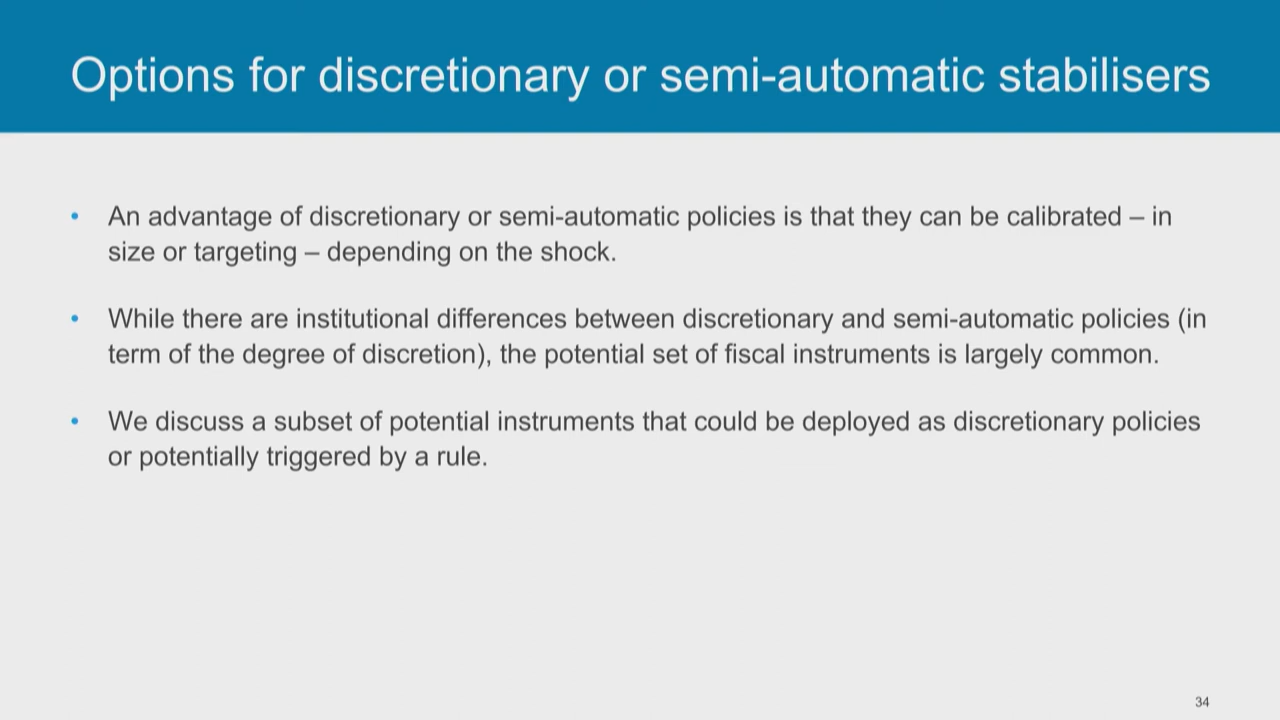 Options for discretionary or semi-automatic stabilisers
• An advantage of discretionary or semi-automatic policies is that they can be calibrated – in
size or targeting – depending on the shock.
• While there are institutional differences between discretionary and semi-automatic policies (in
term of the degree of discretion), the potential set of fiscal instruments is largely common.
• We discuss a subset of potential instruments that could be deployed as discretionary policies
or potentially triggered by a rule.
34